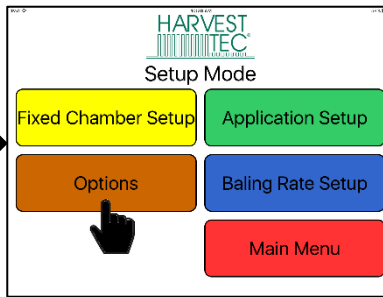 HARVEST
TEC
Setup Mode
Fixed Chamber Setup
Application Setup
Options
Baling Rate Setup
Main Menu